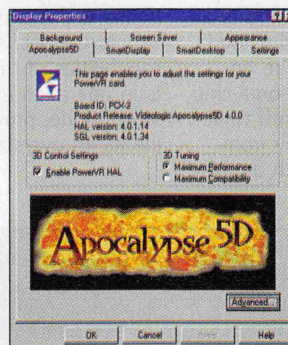 Display Properties
Background Screen Saver Appearance
Apocalypse5D SmartDisplay SmartDesktop Settings
This page enables you to adjust the settings for your
PowerVR card.
Board ID: PCX-2
Product Release: Videologic Apocalypse5D 4.0.0
HAL version: 4.0.1.14
SGL version: 4.0.1.34
3D Control Settings
Enable PowerVR HAL
3D Tuning
Maximum Performance
Maximum Compatibility
Apocalypse 5D
Advanced...
OK Cancel Apply Help